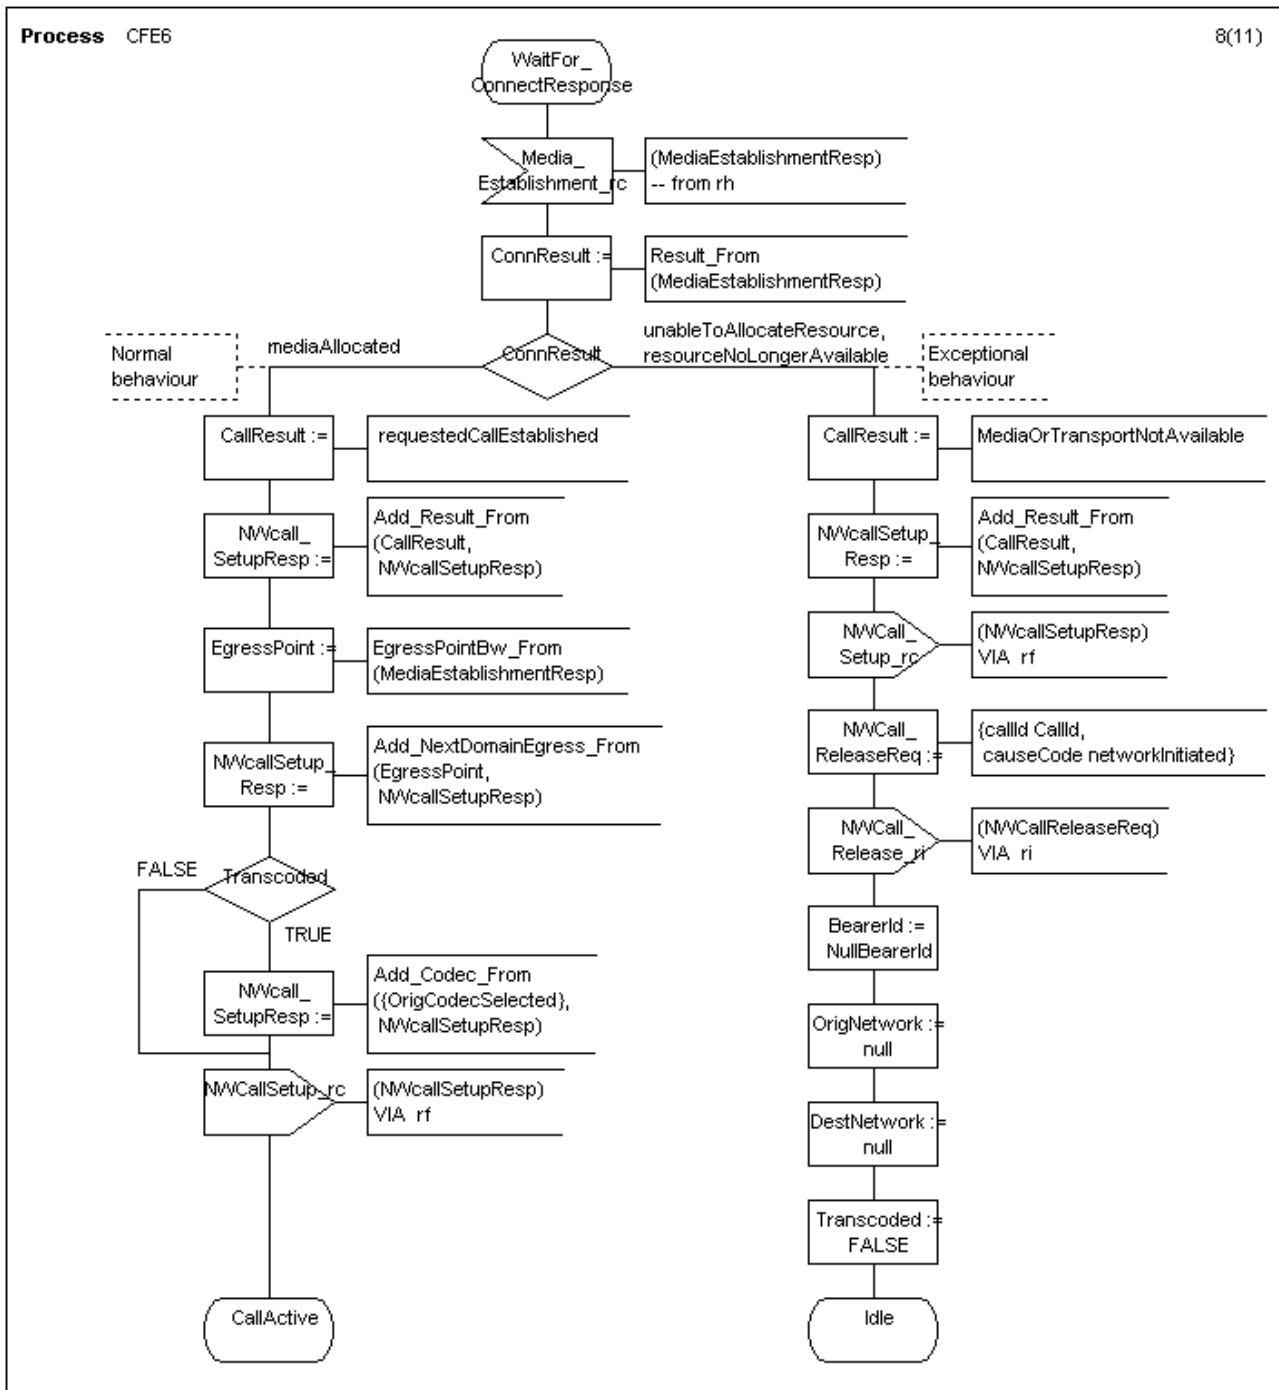 Process CFE6
8(11)
WaitFor_
ConnectResponse
Media_
Establishment_rc
(MediaEstablishmentResp)
-- from rh
ConnResult :=
Result_From
(MediaEstablishmentResp)
Normal
behaviour
mediaAllocated
ConnResult
unableToAllocateResource,
resourceNoLongerAvailable
Exceptional
behaviour
CallResult :=
requestedCallEstablished
NWcall_
SetupResp :=
Add_Result_From
(CallResult,
NWcallSetupResp)
EgressPoint :=
EgressPointBw_From
(MediaEstablishmentResp)
NWcallSetup_
Resp :=
Add_NextDomainEgress_From
(EgressPoint,
NWcallSetupResp)
FALSE
Transcoded
TRUE
NWcall_
SetupResp :=
Add_Codec_From
({OrigCodecSelected},
NWcallSetupResp)
NWCallSetup_rc
(NWcallSetupResp)
VIA rf
CallActive
CallResult :=
MediaOrTransportNotAvailable
NWcallSetup_
Resp :=
Add_Result_From
(CallResult,
NWcallSetupResp)
NWCall_
Setup_rc
(NWcallSetupResp)
VIA rf
NWCall_
ReleaseReq :=
{callId CallId,
causeCode networkInitiated}
NWCall_
Release_ri
(NWCallReleaseReq)
VIA ri
BearerId :=
NullBearerId
OrigNetwork :=
null
DestNetwork :=
null
Transcoded :=
FALSE
Idle